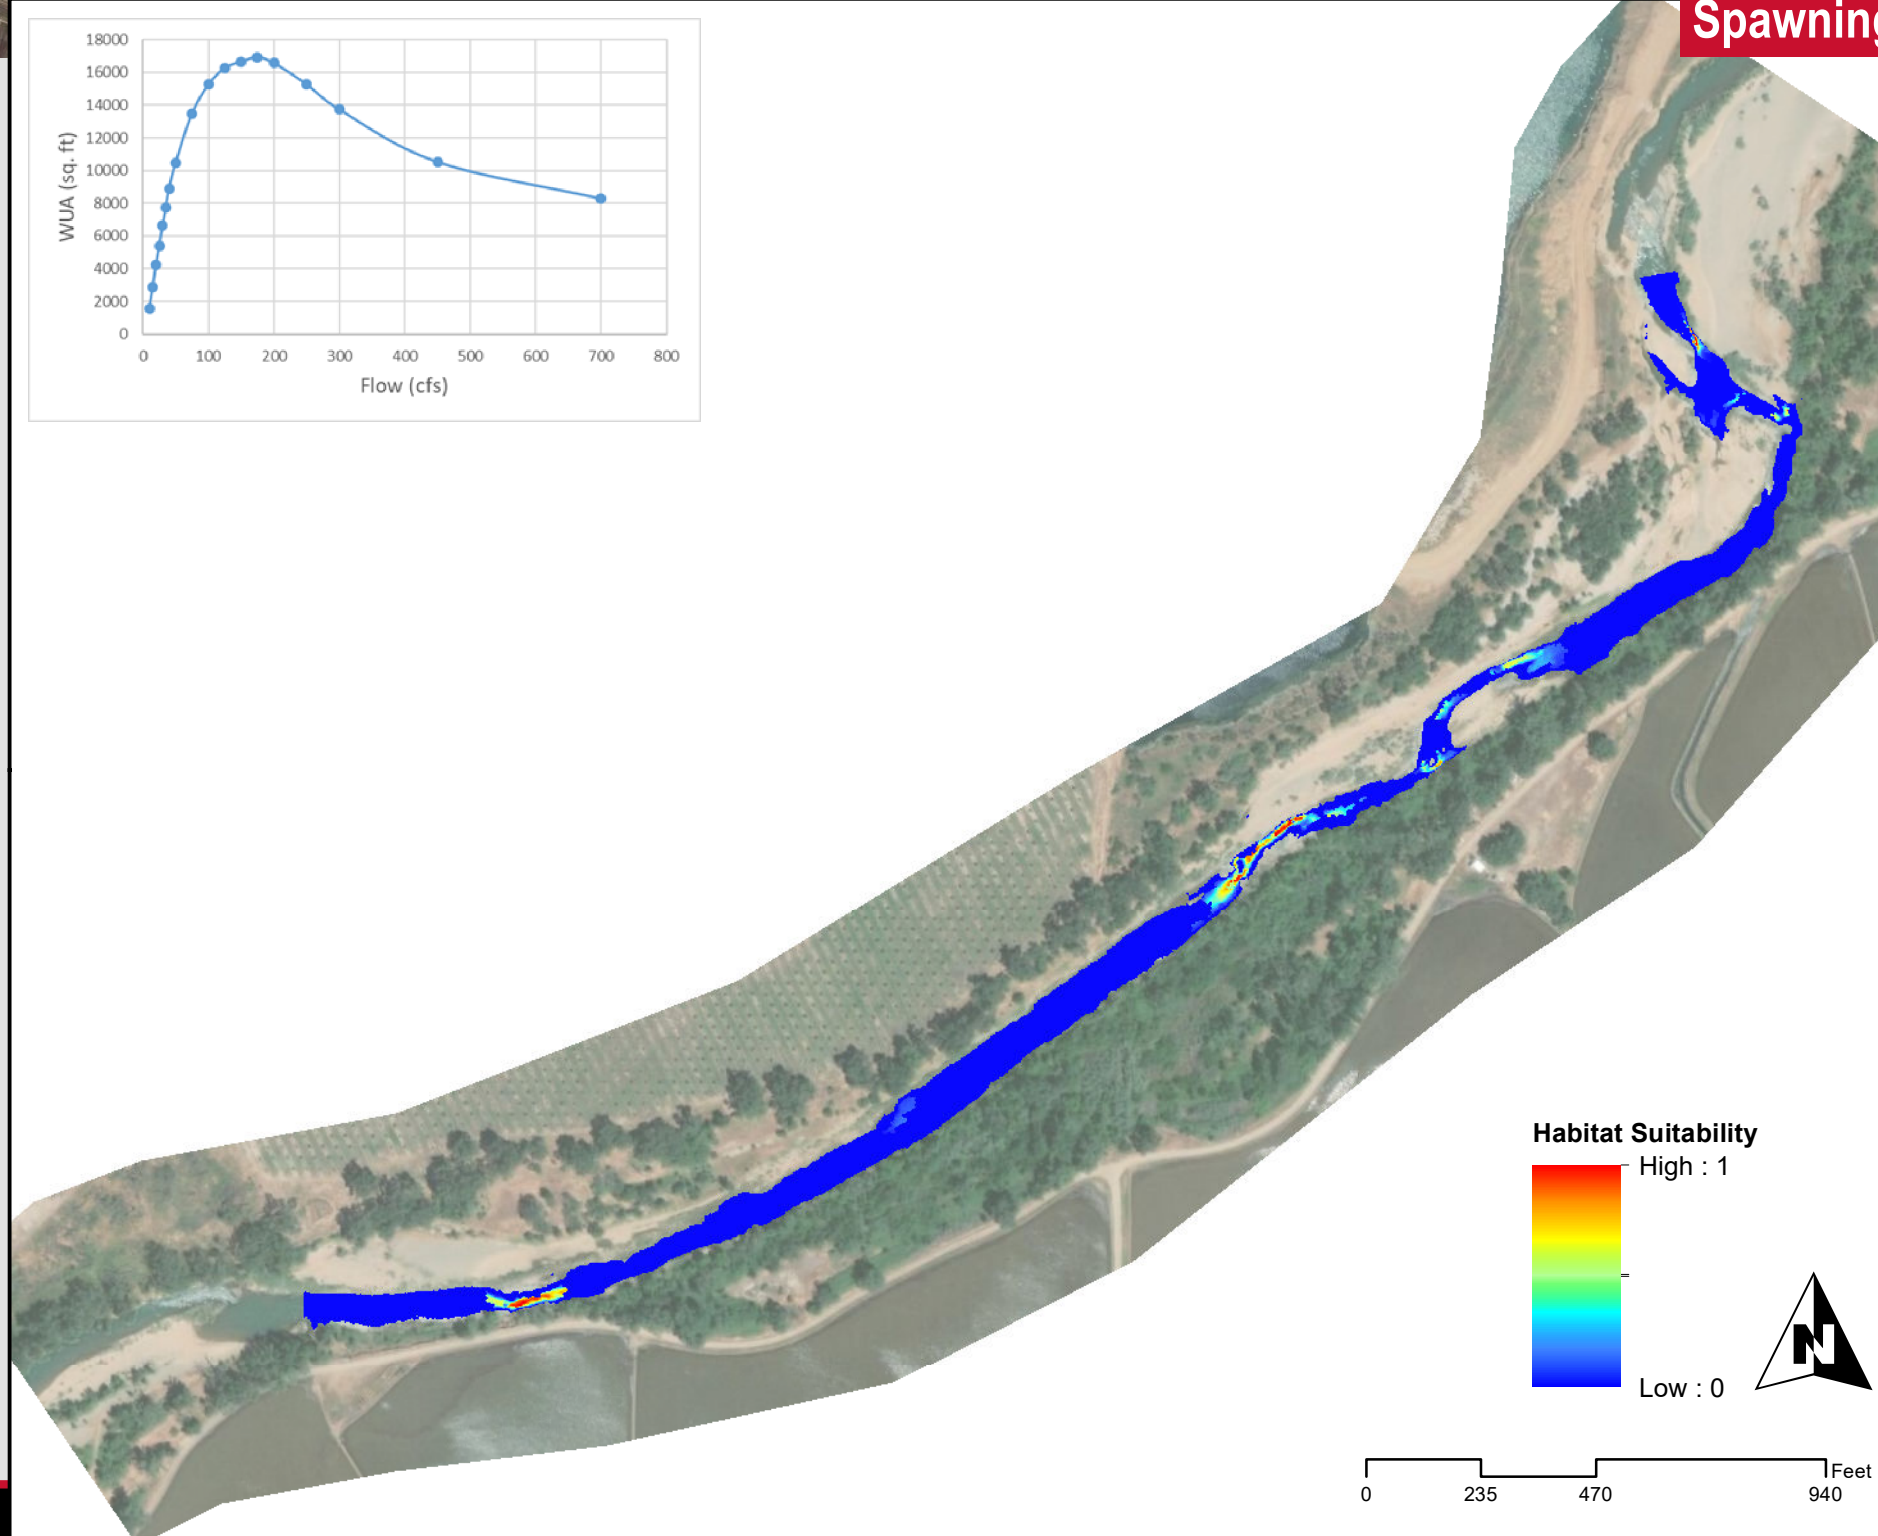 Spawning
18000
16000
14000
12000
10000
8000
6000
4000
2000
0
WUA (sq. ft)
0 100 200 300 400 500 600 700 800
Flow (cfs)
Habitat Suitability
High : 1
Low : 0
N
Feet
0 235 470 940